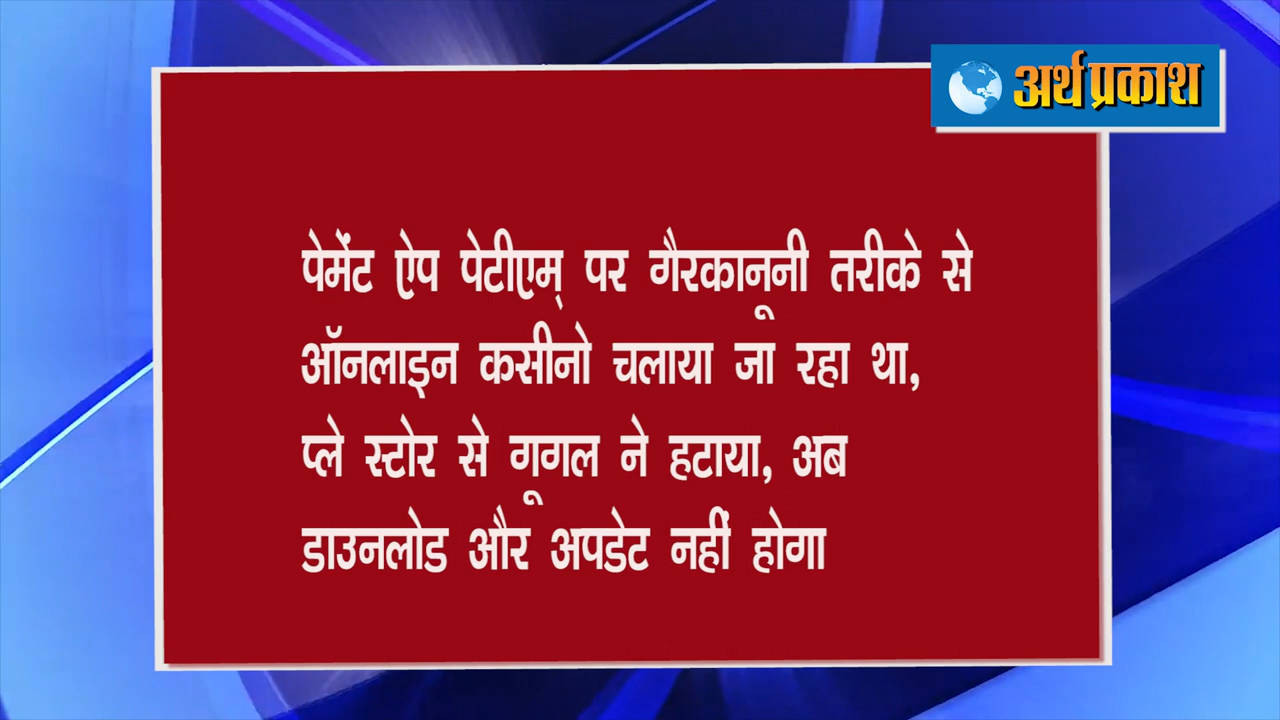 अर्थ प्रकाश
पेमेंट ऐप पेटीएम् पर गैरकानूनी तरीके से
ऑनलाइन कसीनो चलाया जा रहा था,
प्ले स्टोर से गूगल ने हटाया, अब
डाउनलोड और अपडेट नहीं होगा